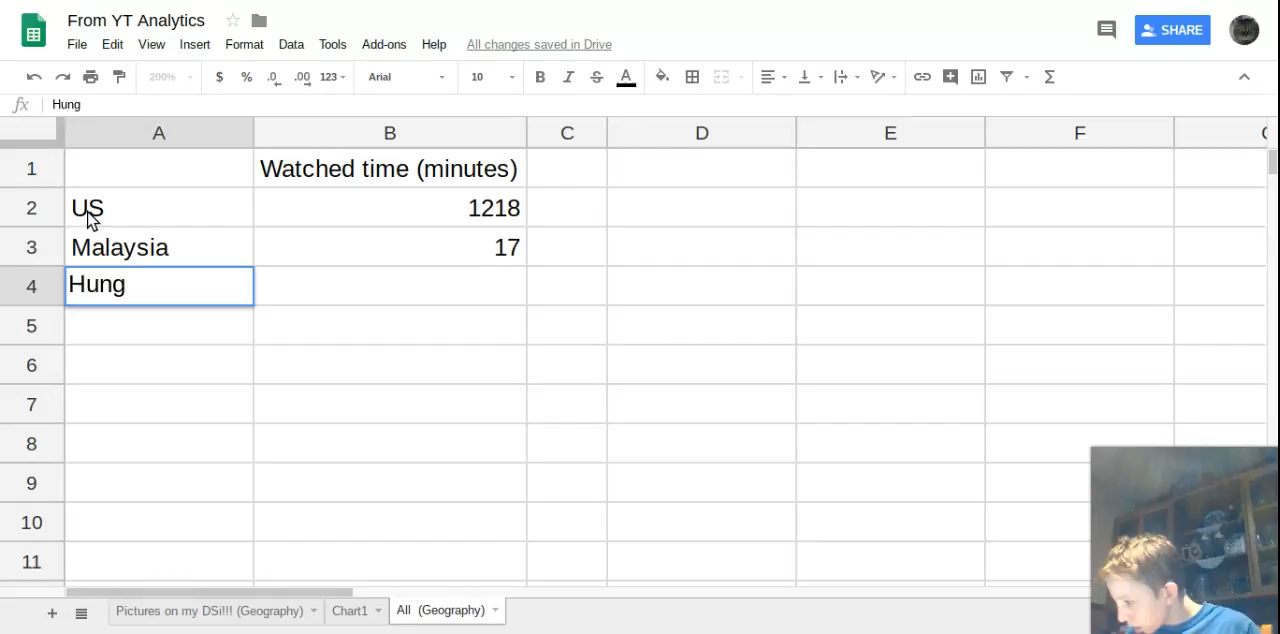 From YT Analytics
File Edit View Insert Format Data Tools Add-ons Help All changes saved in Drive
SHARE
200% $ % .0 .00 123 Arial 10 B I S A Σ
fx Hung
A B C D E F
1 Watched time (minutes)
2 US 1218
3 Malaysia 17
4 Hung
5
6
7
8
9
10
11
+ Pictures on my DSi!!! (Geography) Chart1 All (Geography)